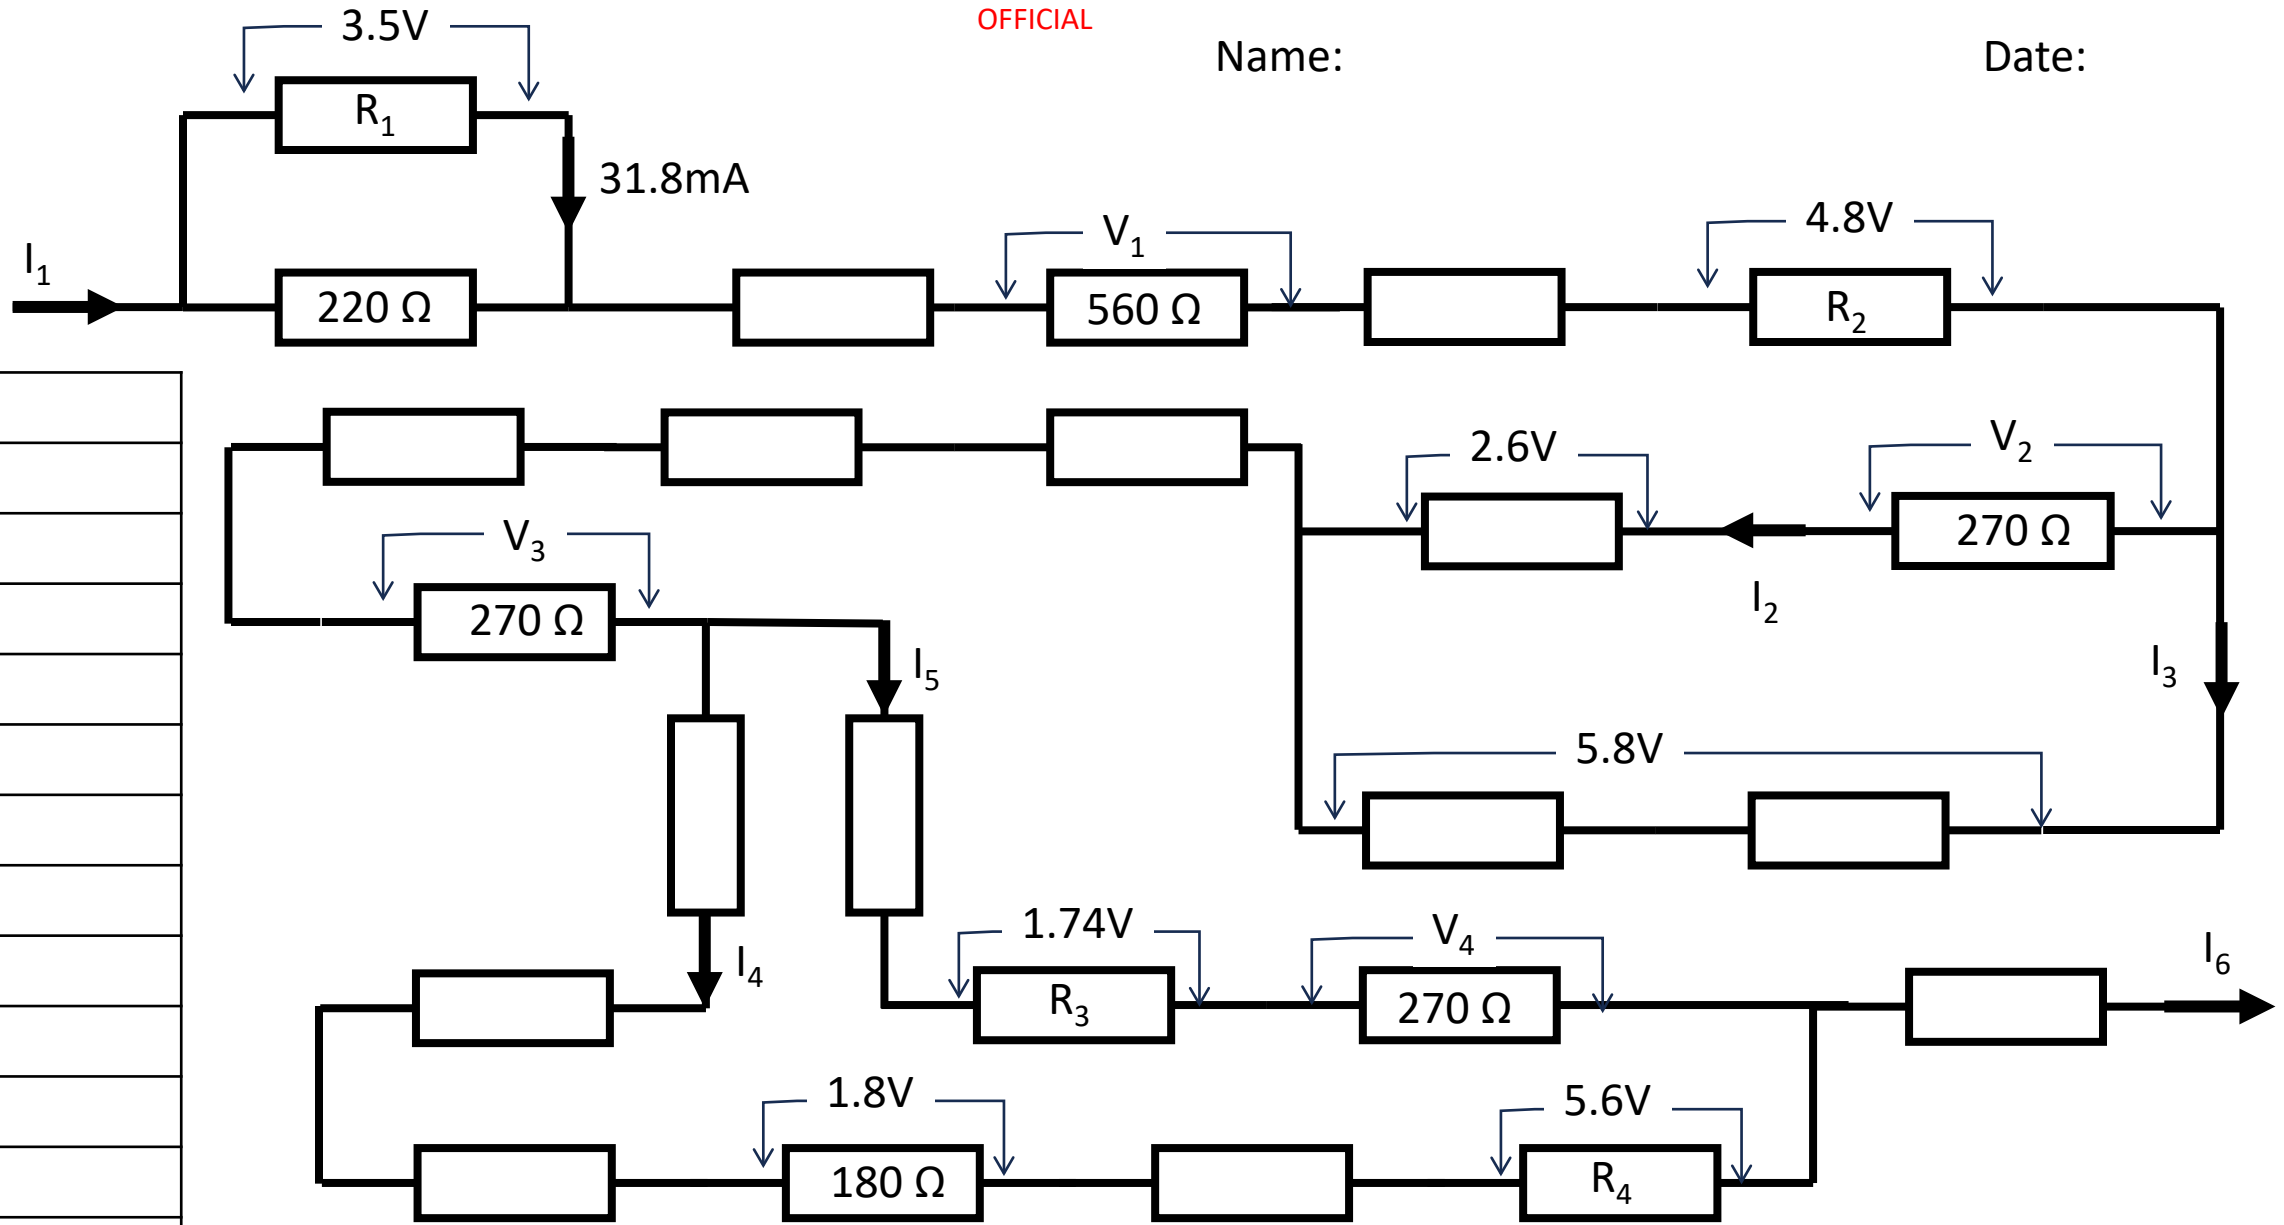 OFFICIAL
Name:
Date:
3.5V
R₁
31.8mA
I₁
220 Ω
V₁
560 Ω
4.8V
R₂
2.6V
V₂
270 Ω
I₂
V₃
270 Ω
I₅
I₃
5.8V
I₄
1.74V
R₃
V₄
270 Ω
I₆
1.8V
180 Ω
5.6V
R₄